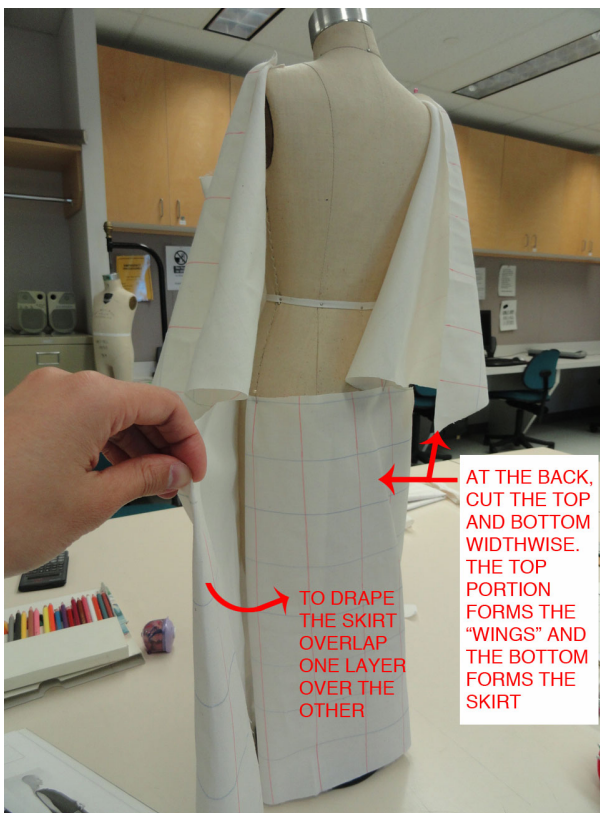 AT THE BACK,
CUT THE TOP
AND BOTTOM
WIDTHWISE.
THE TOP
PORTION
FORMS THE
“WINGS” AND
THE BOTTOM
FORMS THE
SKIRT
TO DRAPE
THE SKIRT
OVERLAP
ONE LAYER
OVER THE
OTHER